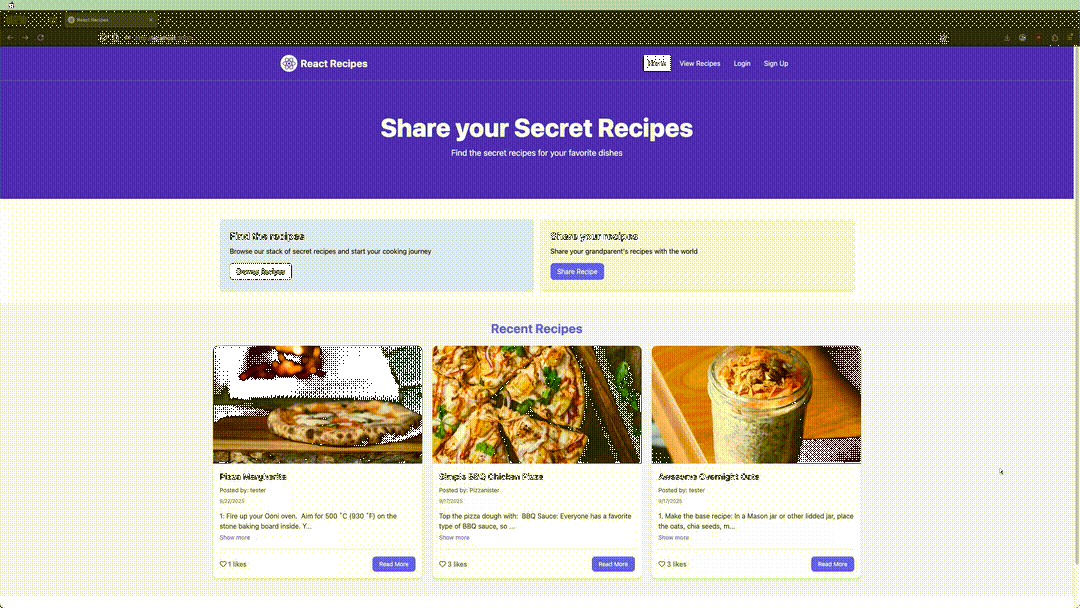 React Recipes
React Recipes
View Recipes
Login
Sign Up
Share your Secret Recipes
Find the secret recipes for your favorite dishes
Find the recipes
Browse our stack of secret recipes and start your cooking journey
Browse Recipes
Share your recipes
Share your grandparent's recipes with the world
Share Recipe
Recent Recipes
Pizza Margherita
Posted by: tester
9/22/2025
1: Fire up your Ooni oven. Aim for 500 ˚C (930 ˚F) on the
stone baking board inside. Y...
Show more
1 likes
Read More
Simple BBQ Chicken Pizza
Posted by: Pizzanister
9/17/2025
Top the pizza dough with: BBQ Sauce: Everyone has a favorite
type of BBQ sauce, so ...
Show more
3 likes
Read More
Awesome Overnight Oats
Posted by: tester
9/17/2025
1. Make the base recipe: In a Mason jar or other lidded jar, place
the oats, chia seeds, m...
Show more
3 likes
Read More